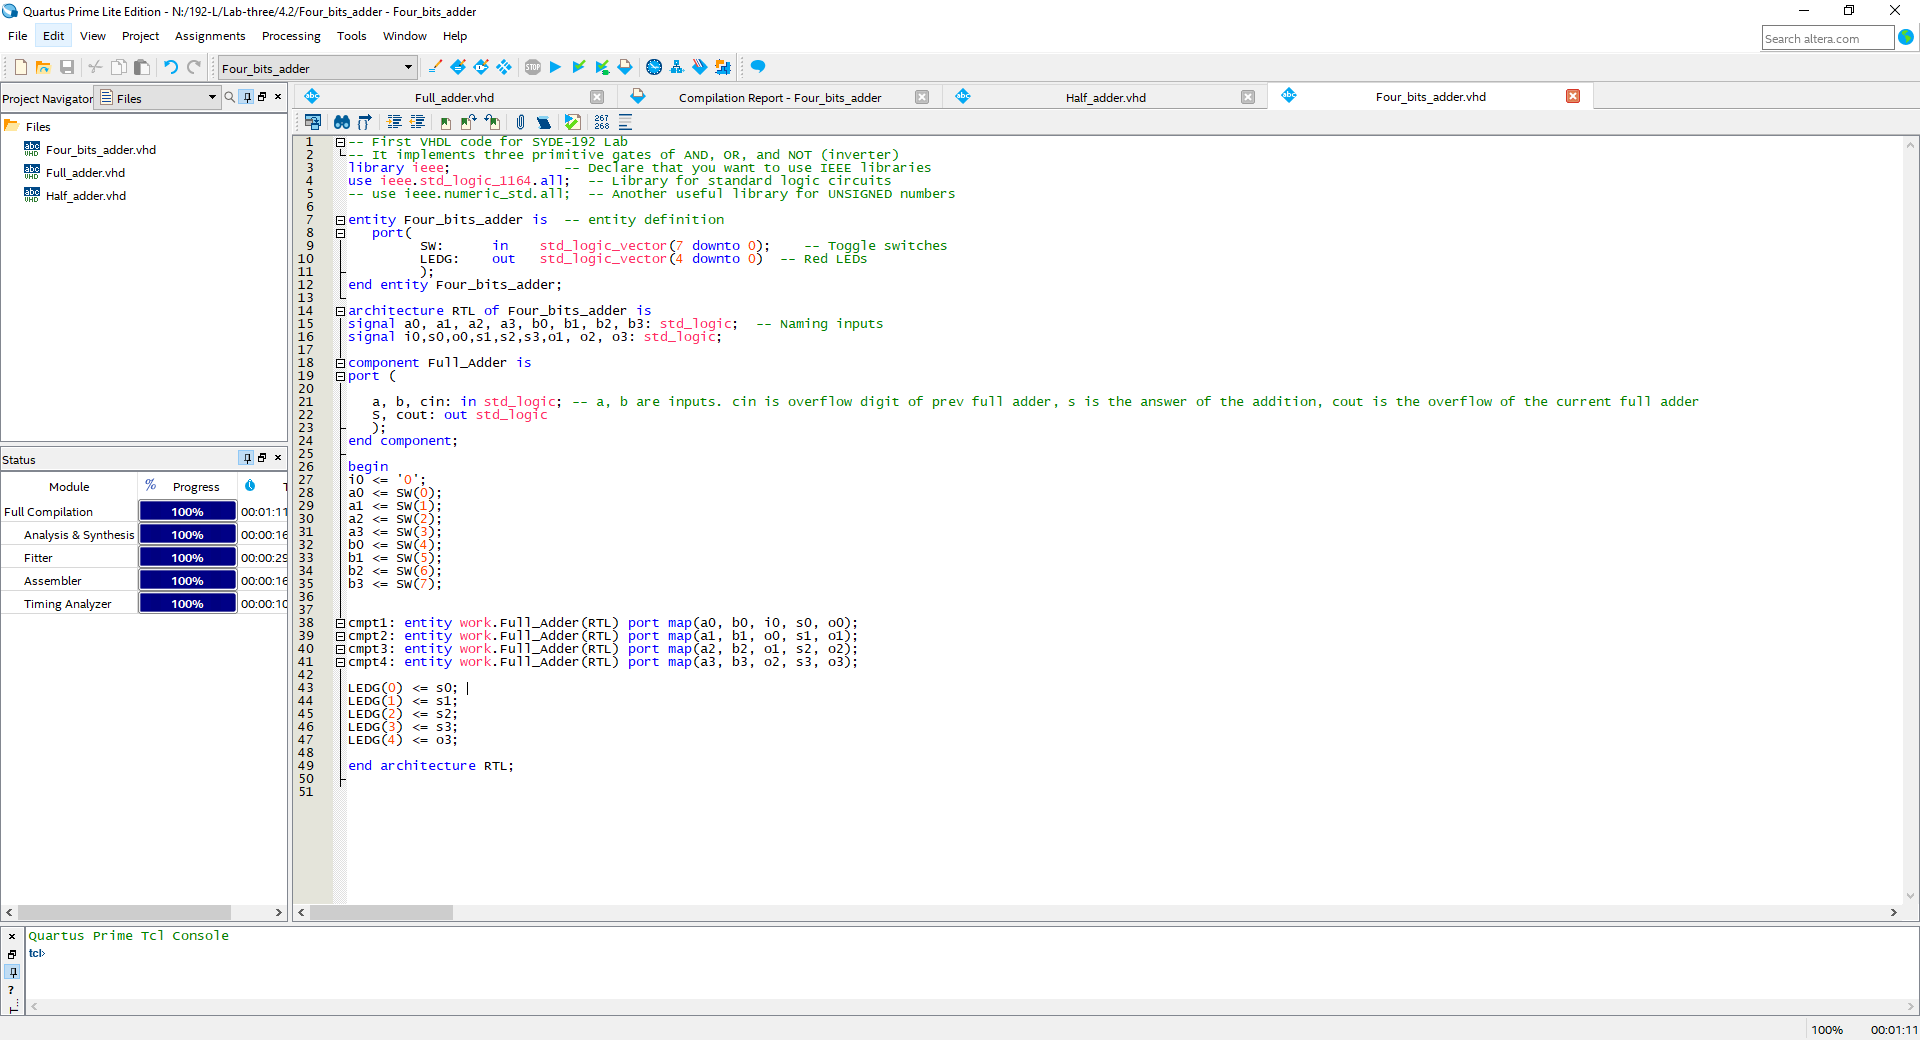 Quartus Prime Lite Edition - N:/192-L/Lab-three/4.2/Four_bits_adder - Four_bits_adder
File Edit View Project Assignments Processing Tools Window Help
Search altera.com
Four_bits_adder
STOP
Project Navigator Files
Full_adder.vhd
Compilation Report - Four_bits_adder
Half_adder.vhd
Four_bits_adder.vhd
267
268
Files
Four_bits_adder.vhd
Full_adder.vhd
Half_adder.vhd
Status
Module % Progress T
Full Compilation 100% 00:01:11
Analysis & Synthesis 100% 00:00:16
Fitter 100% 00:00:29
Assembler 100% 00:00:16
Timing Analyzer 100% 00:00:10
1 -- First VHDL code for SYDE-192 Lab
2 -- It implements three primitive gates of AND, OR, and NOT (inverter)
3 library ieee; -- Declare that you want to use IEEE libraries
4 use ieee.std_logic_1164.all; -- Library for standard logic circuits
5 -- use ieee.numeric_std.all; -- Another useful library for UNSIGNED numbers
6
7 entity Four_bits_adder is -- entity definition
8 port(
9 SW: in std_logic_vector(7 downto 0); -- Toggle switches
10 LEDG: out std_logic_vector(4 downto 0) -- Red LEDs
11 );
12 end entity Four_bits_adder;
13
14 architecture RTL of Four_bits_adder is
15 signal a0, a1, a2, a3, b0, b1, b2, b3: std_logic; -- Naming inputs
16 signal i0,s0,o0,s1,s2,s3,o1, o2, o3: std_logic;
17
18 component Full_Adder is
19 port (
20
21 a, b, cin: in std_logic; -- a, b are inputs. cin is overflow digit of prev full adder, s is the answer of the addition, cout is the overflow of the current full adder
22 S, cout: out std_logic
23 );
24 end component;
25
26 begin
27 i0 <= '0';
28 a0 <= SW(0);
29 a1 <= SW(1);
30 a2 <= SW(2);
31 a3 <= SW(3);
32 b0 <= SW(4);
33 b1 <= SW(5);
34 b2 <= SW(6);
35 b3 <= SW(7);
36
37
38 cmpt1: entity work.Full_Adder(RTL) port map(a0, b0, i0, s0, o0);
39 cmpt2: entity work.Full_Adder(RTL) port map(a1, b1, o0, s1, o1);
40 cmpt3: entity work.Full_Adder(RTL) port map(a2, b2, o1, s2, o2);
41 cmpt4: entity work.Full_Adder(RTL) port map(a3, b3, o2, s3, o3);
42
43 LEDG(0) <= s0;
44 LEDG(1) <= s1;
45 LEDG(2) <= s2;
46 LEDG(3) <= s3;
47 LEDG(4) <= o3;
48
49 end architecture RTL;
50
51
Quartus Prime Tcl Console
tcl>
100% 00:01:11